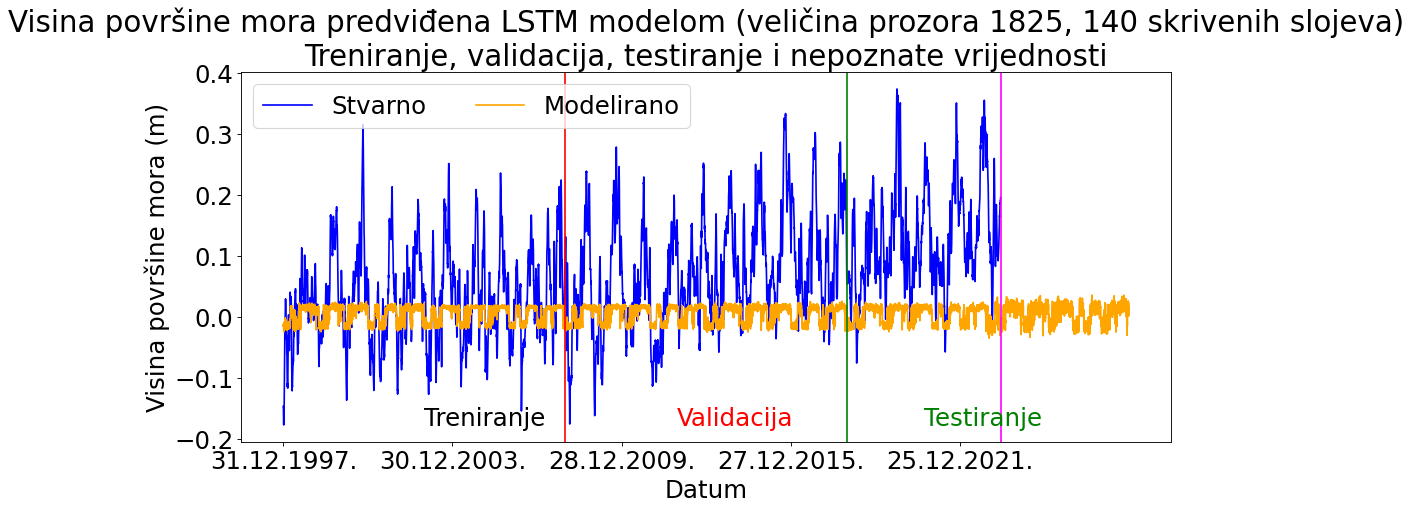 Visina površine mora predviđena LSTM modelom (veličina prozora 1825, 140 skrivenih slojeva)
Treniranje, validacija, testiranje i nepoznate vrijednosti
Stvarno
Modelirano
Visina površine mora (m)
0.4
0.3
0.2
0.1
0.0
−0.1
−0.2
Treniranje
Validacija
Testiranje
31.12.1997.
30.12.2003.
28.12.2009.
27.12.2015.
25.12.2021.
Datum